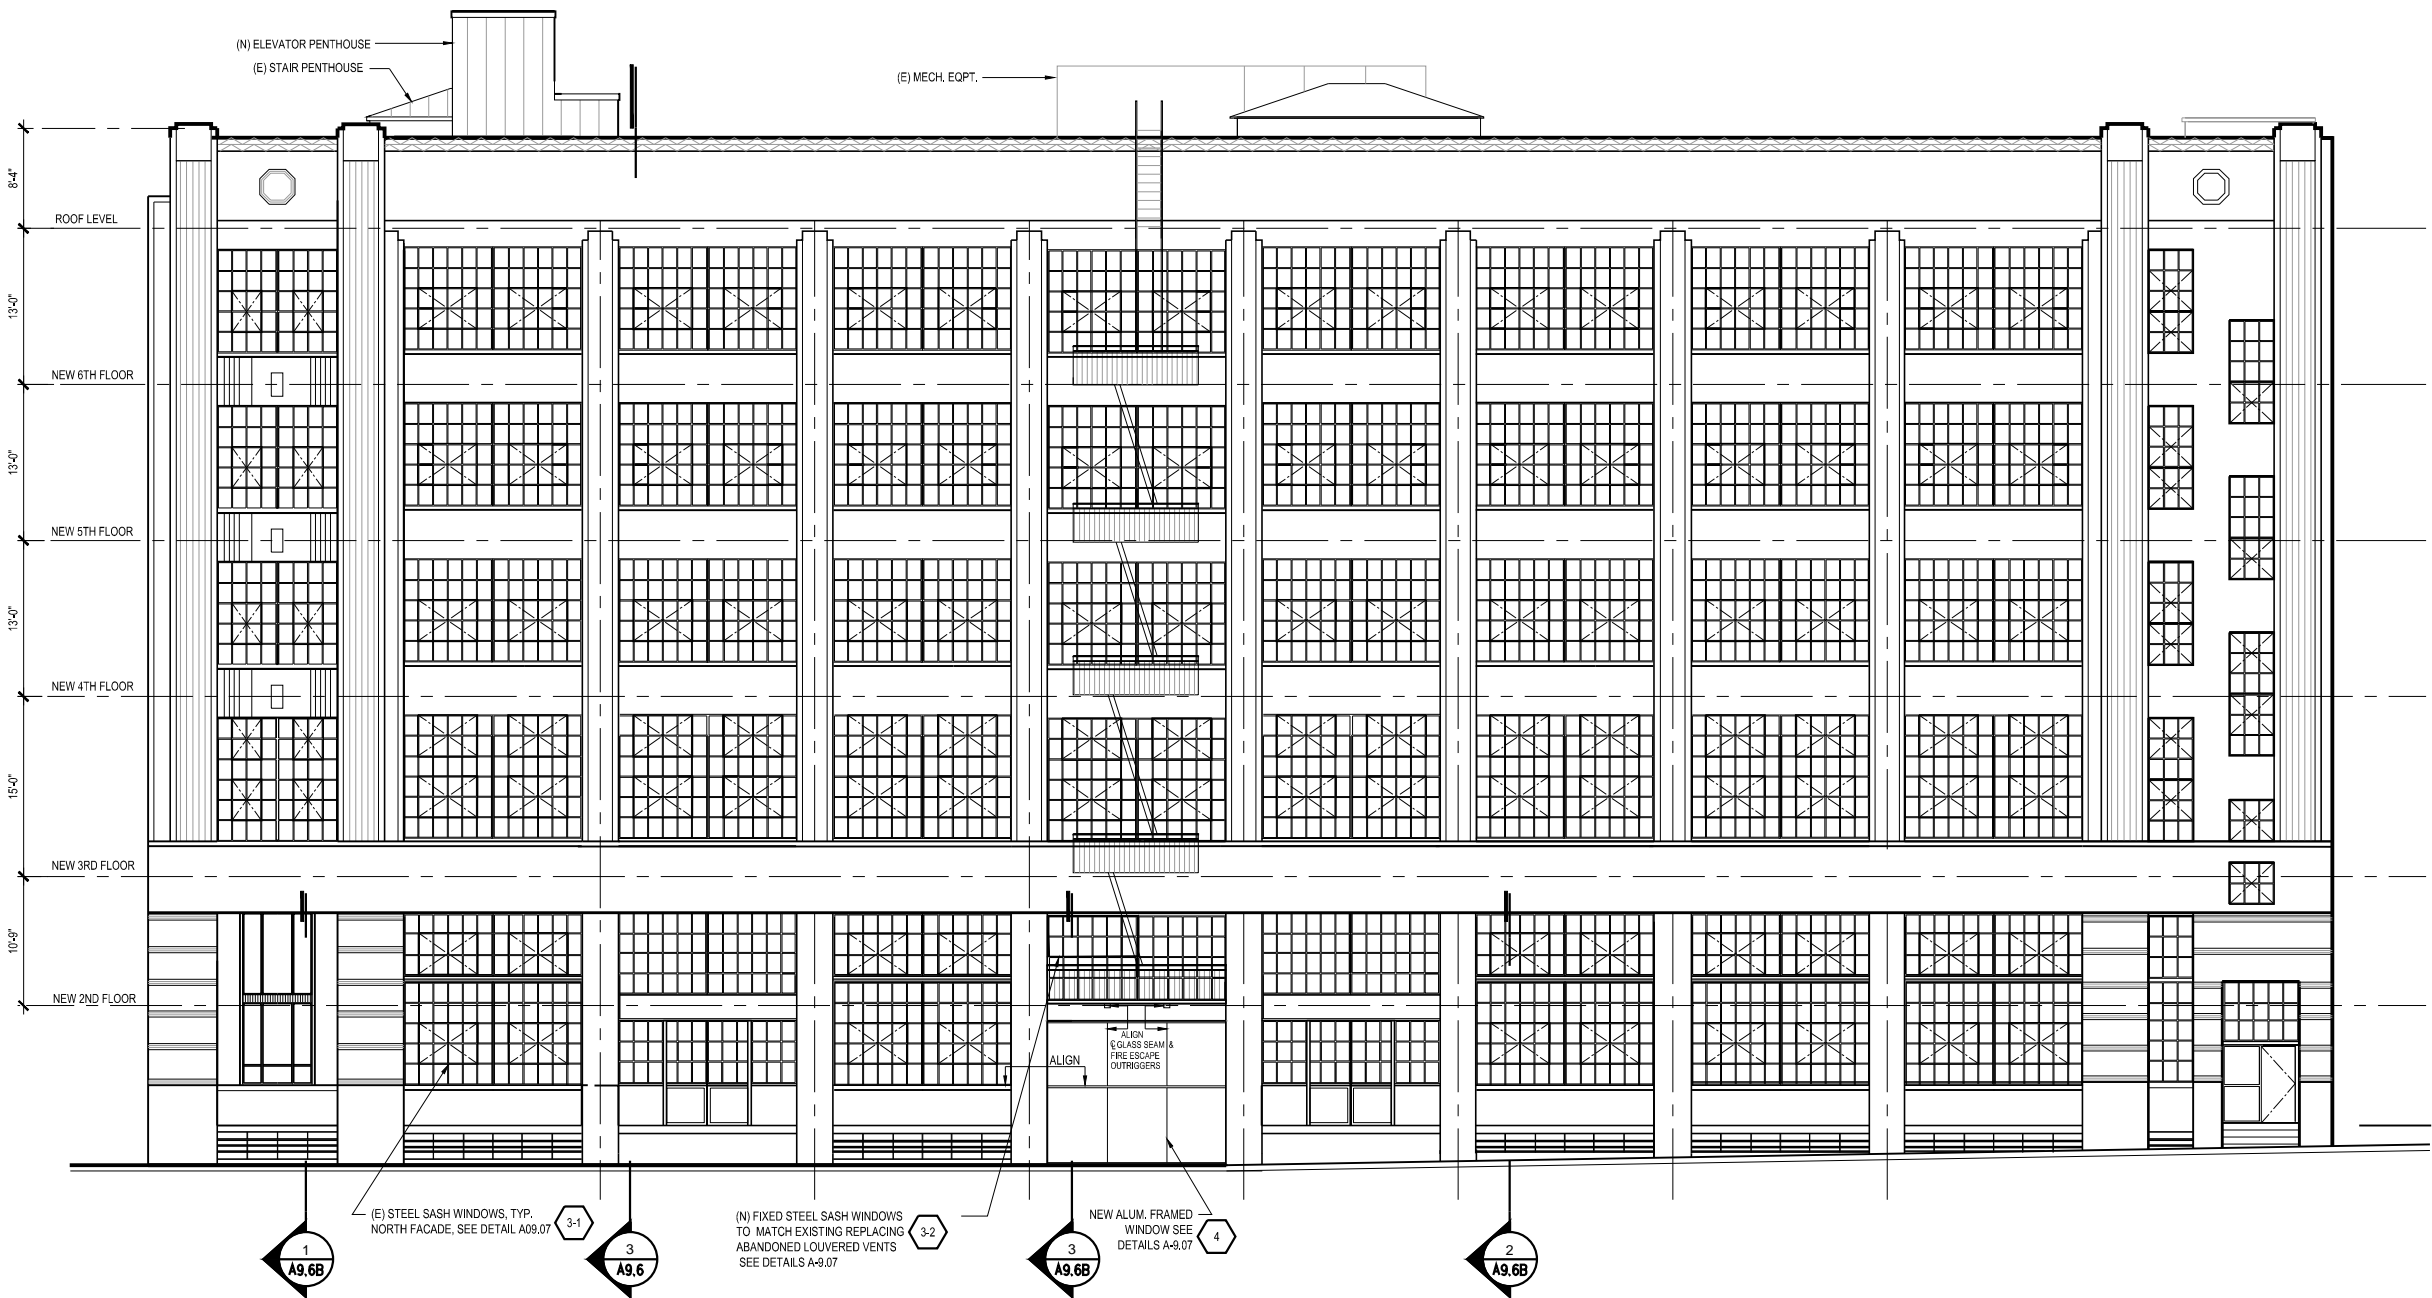 (N) ELEVATOR PENTHOUSE
(E) STAIR PENTHOUSE
(E) MECH. EQPT.
8'-4"
ROOF LEVEL
13'-0"
NEW 6TH FLOOR
13'-0"
NEW 5TH FLOOR
13'-0"
NEW 4TH FLOOR
15'-0"
NEW 3RD FLOOR
10'-9"
NEW 2ND FLOOR
ALIGN
℄ GLASS SEAM &
FIRE ESCAPE
OUTRIGGERS
ALIGN
(E) STEEL SASH WINDOWS, TYP.
NORTH FACADE, SEE DETAIL A09.07
3-1
(N) FIXED STEEL SASH WINDOWS
TO MATCH EXISTING REPLACING
ABANDONED LOUVERED VENTS
SEE DETAILS A-9.07
3-2
NEW ALUM. FRAMED
WINDOW SEE
DETAILS A-9.07
4
1
A9.6B
3
A9.6
3
A9.6B
2
A9.6B